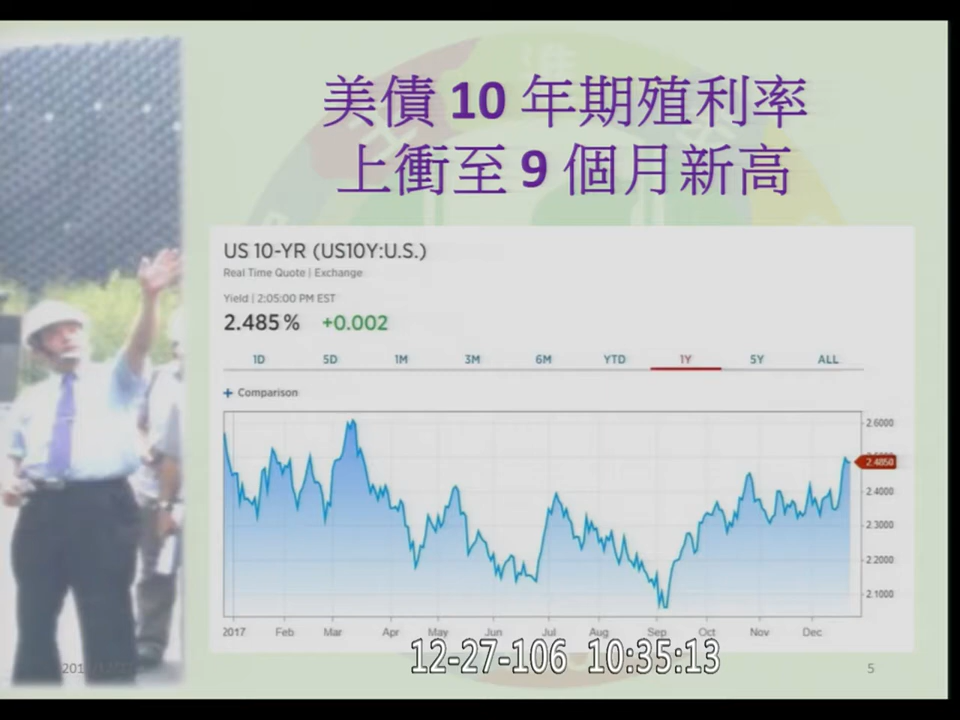 美債 10 年期殖利率
上衝至 9 個月新高
US 10-YR (US10Y:U.S.)
Real Time Quote | Exchange
Yield | 2:05:00 PM EST
2.485% +0.002
1D 5D 1M 3M 6M YTD 1Y 5Y ALL
+ Comparison
2.6000
2.4850
2.4000
2.3000
2.2000
2.1000
2017 Feb Mar Apr May Jun Jul Aug Sep Oct Nov Dec
12-27-106 10:35:13
5